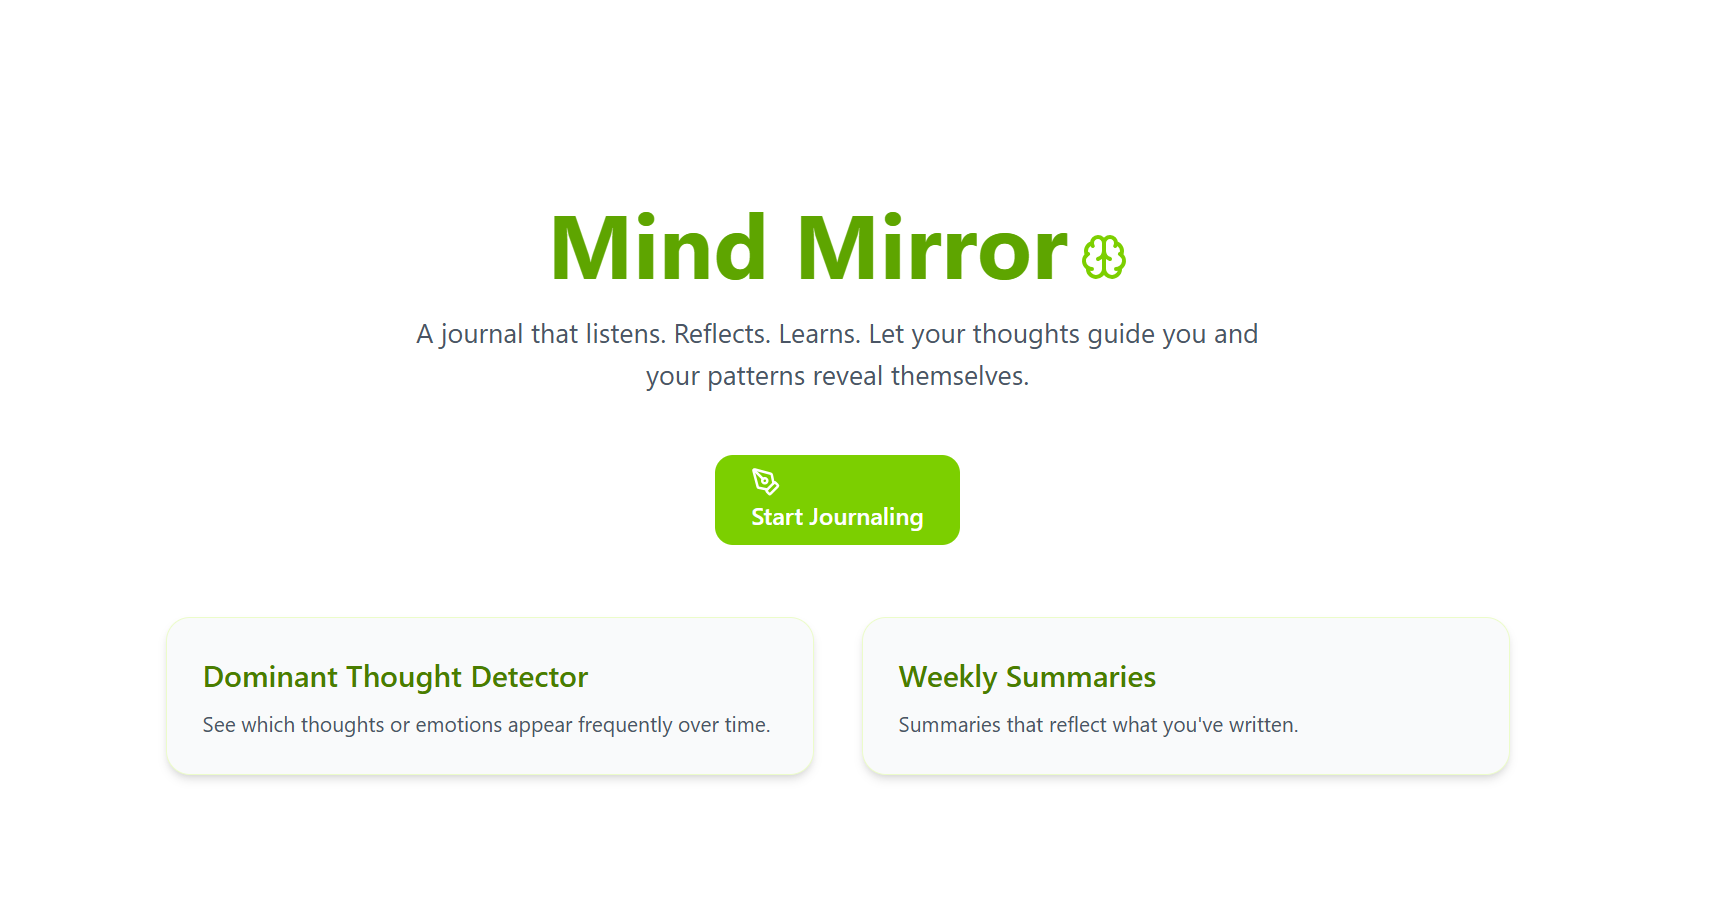 Mind Mirror
A journal that listens. Reflects. Learns. Let your thoughts guide you and
your patterns reveal themselves.
Start Journaling
Dominant Thought Detector
See which thoughts or emotions appear frequently over time.
Weekly Summaries
Summaries that reflect what you've written.